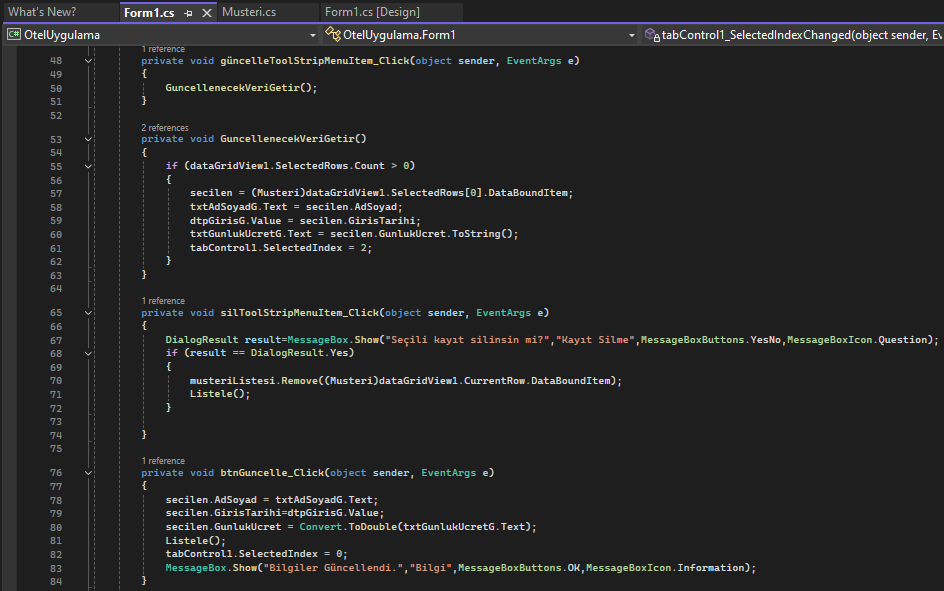 What's New?
Form1.cs
Musteri.cs
Form1.cs [Design]
C# OtelUygulama
OtelUygulama.Form1
tabControl1_SelectedIndexChanged(object sender, Ev
1 reference
48 private void güncelleToolStripMenuItem_Click(object sender, EventArgs e)
49 {
50 GuncellenecekVeriGetir();
51 }
52
2 references
53 private void GuncellenecekVeriGetir()
54 {
55 if (dataGridView1.SelectedRows.Count > 0)
56 {
57 secilen = (Musteri)dataGridView1.SelectedRows[0].DataBoundItem;
58 txtAdSoyadG.Text = secilen.AdSoyad;
59 dtpGirisG.Value = secilen.GirisTarihi;
60 txtGunlukUcretG.Text = secilen.GunlukUcret.ToString();
61 tabControl1.SelectedIndex = 2;
62 }
63 }
64
1 reference
65 private void silToolStripMenuItem_Click(object sender, EventArgs e)
66 {
67 DialogResult result=MessageBox.Show("Seçili kayıt silinsin mi?","Kayıt Silme",MessageBoxButtons.YesNo,MessageBoxIcon.Question);
68 if (result == DialogResult.Yes)
69 {
70 musteriListesi.Remove((Musteri)dataGridView1.CurrentRow.DataBoundItem);
71 Listele();
72 }
73
74 }
75
1 reference
76 private void btnGuncelle_Click(object sender, EventArgs e)
77 {
78 secilen.AdSoyad = txtAdSoyadG.Text;
79 secilen.GirisTarihi=dtpGirisG.Value;
80 secilen.GunlukUcret = Convert.ToDouble(txtGunlukUcretG.Text);
81 Listele();
82 tabControl1.SelectedIndex = 0;
83 MessageBox.Show("Bilgiler Güncellendi.","Bilgi",MessageBoxButtons.OK,MessageBoxIcon.Information);
84 }